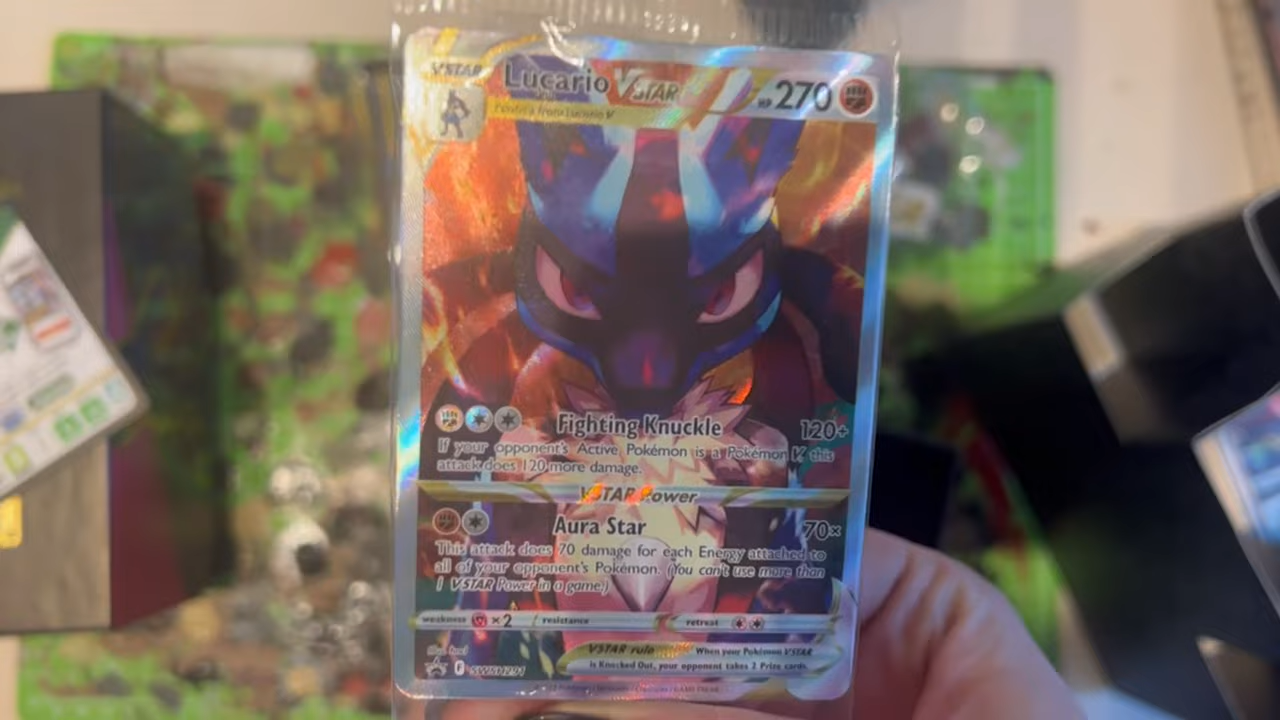 VSTAR
Lucario VSTAR
HP 270
Evolves from Lucario V
Fighting Knuckle 120+
If your opponent's Active Pokémon is a Pokémon V, this
attack does 120 more damage.
VSTAR Power
Aura Star 70×
This attack does 70 damage for each Energy attached to
all of your opponent's Pokémon. (You can't use more than
1 VSTAR Power in a game.)
weakness ×2 resistance retreat
VSTAR rule When your Pokémon VSTAR
is Knocked Out, your opponent takes 2 Prize cards.
SWSH291